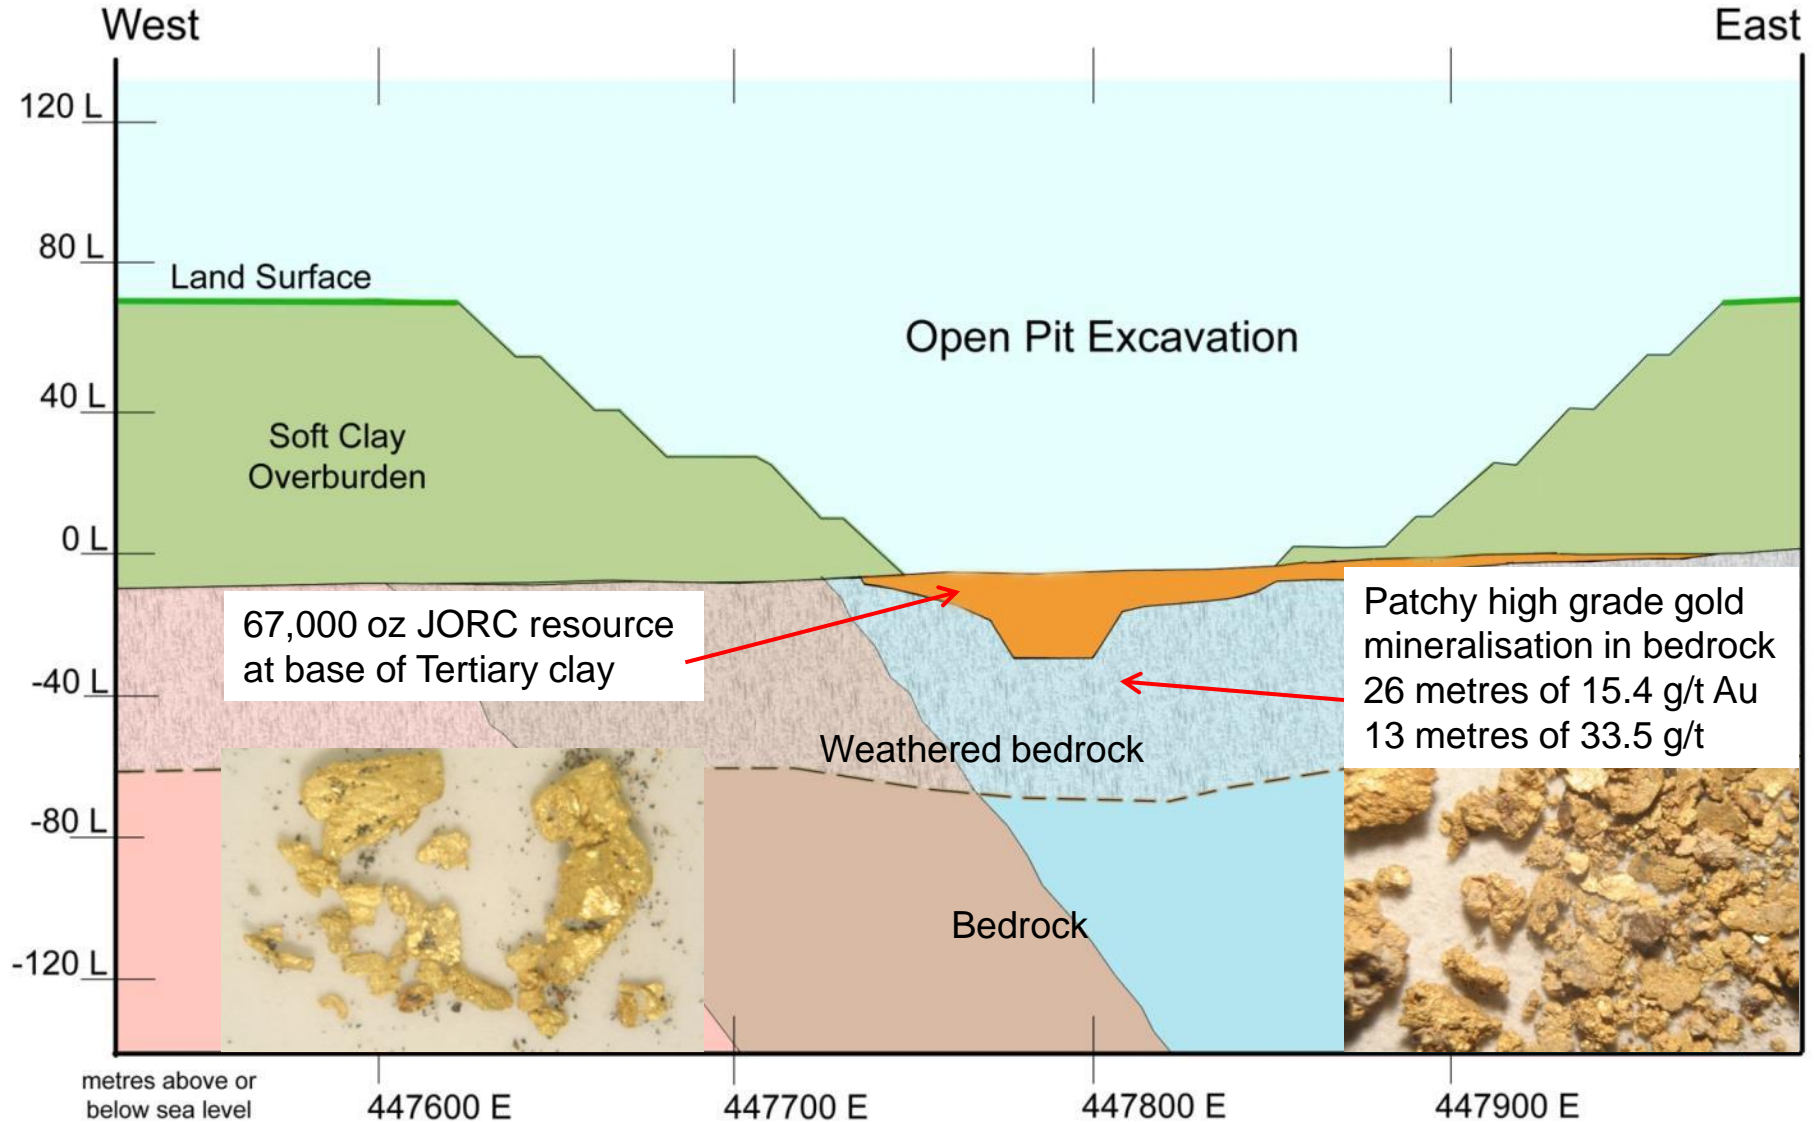 West
East
120 L
80 L
Land Surface
Open Pit Excavation
40 L
Soft Clay
Overburden
0 L
67,000 oz JORC resource
at base of Tertiary clay
Patchy high grade gold
mineralisation in bedrock
26 metres of 15.4 g/t Au
13 metres of 33.5 g/t
-40 L
Weathered bedrock
-80 L
Bedrock
-120 L
metres above or
below sea level
447600 E
447700 E
447800 E
447900 E